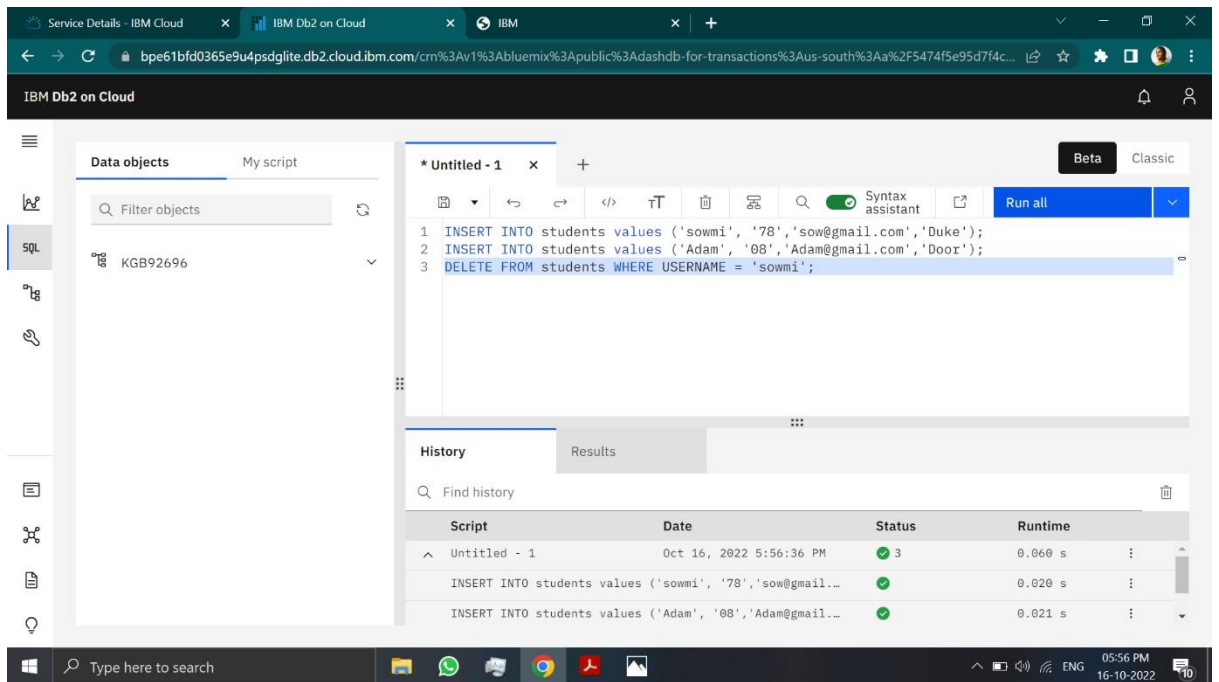 Service Details - IBM Cloud
IBM Db2 on Cloud
IBM
bpe61bfd0365e9u4psdglite.db2.cloud.ibm.com/crn%3Av1%3Abluemix%3Apublic%3Adashdb-for-transactions%3Aus-south%3Aa%2F5474f5e95d7f4c...
IBM Db2 on Cloud
Data objects
My script
* Untitled - 1
Beta
Classic
Filter objects
Syntax assistant
Run all
SQL
KGB92696
1 INSERT INTO students values ('sowmi', '78','sow@gmail.com','Duke');
2 INSERT INTO students values ('Adam', '08','Adam@gmail.com','Door');
3 DELETE FROM students WHERE USERNAME = 'sowmi';
History
Results
Find history
Script Date Status Runtime
Untitled - 1 Oct 16, 2022 5:56:36 PM 3 0.060 s
INSERT INTO students values ('sowmi', '78','sow@gmail.... 0.020 s
INSERT INTO students values ('Adam', '08','Adam@gmail.... 0.021 s
Type here to search
ENG
05:56 PM
16-10-2022
10